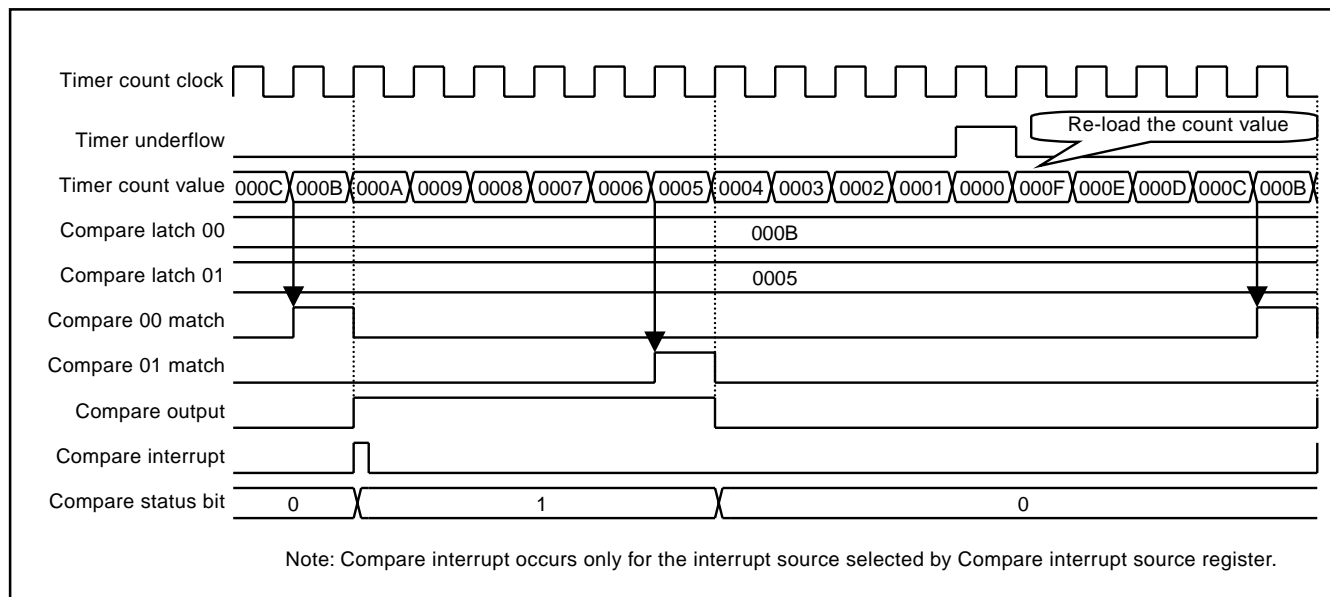 Timer count clock
Timer underflow
Re-load the count value
Timer count value
000C 000B 000A 0009 0008 0007 0006 0005 0004 0003 0002 0001 0000 000F 000E 000D 000C 000B
Compare latch 00
000B
Compare latch 01
0005
Compare 00 match
Compare 01 match
Compare output
Compare interrupt
Compare status bit
0 1 0
Note: Compare interrupt occurs only for the interrupt source selected by Compare interrupt source register.